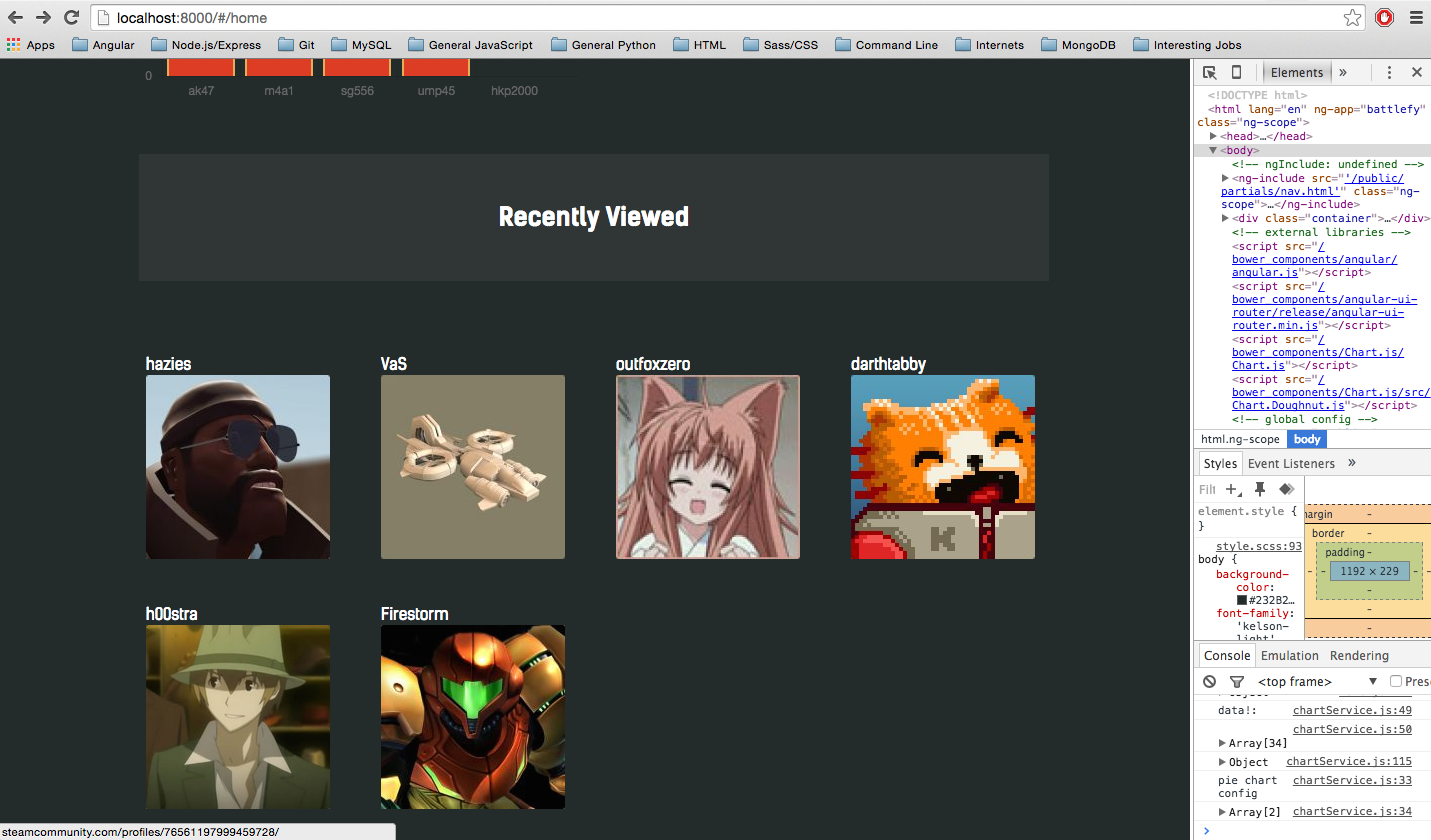 localhost:8000/#/home
Apps Angular Node.js/Express Git MySQL General JavaScript General Python HTML Sass/CSS Command Line Internets MongoDB Interesting Jobs
0
ak47 m4a1 sg556 ump45 hkp2000
Recently Viewed
hazies VaS outfoxzero darthtabby
K
h00stra Firestorm
steamcommunity.com/profiles/76561197999459728/
Elements »
<!DOCTYPE html>
<html lang="en" ng-app="battlefy"
class="ng-scope">
<head>…</head>
<body>
<!-- ngInclude: undefined -->
<ng-include src="'/public/
partials/nav.html'" class="ng-
scope">…</ng-include>
<div class="container">…</div>
<!-- external libraries -->
<script src="/
bower_components/angular/
angular.js"></script>
<script src="/
bower_components/angular-ui-
router/release/angular-ui-
router.min.js"></script>
<script src="/
bower_components/Chart.js/
Chart.js"></script>
<script src="/
bower_components/Chart.js/src/
Chart.Doughnut.js"></script>
<!-- global config -->
html.ng-scope body
Styles Event Listeners »
Filt
element.style {
}
style.scss:93
body {
background-
color:
#232B2…
font-family:
'kelson-
light'
margin -
border -
padding -
- - 1192 × 229 - -
-
-
-
Console Emulation Rendering
<top frame> ▼ Prese
data!: chartService.js:49
chartService.js:50
Array[34]
Object chartService.js:115
pie chart chartService.js:33
config
Array[2] chartService.js:34
>